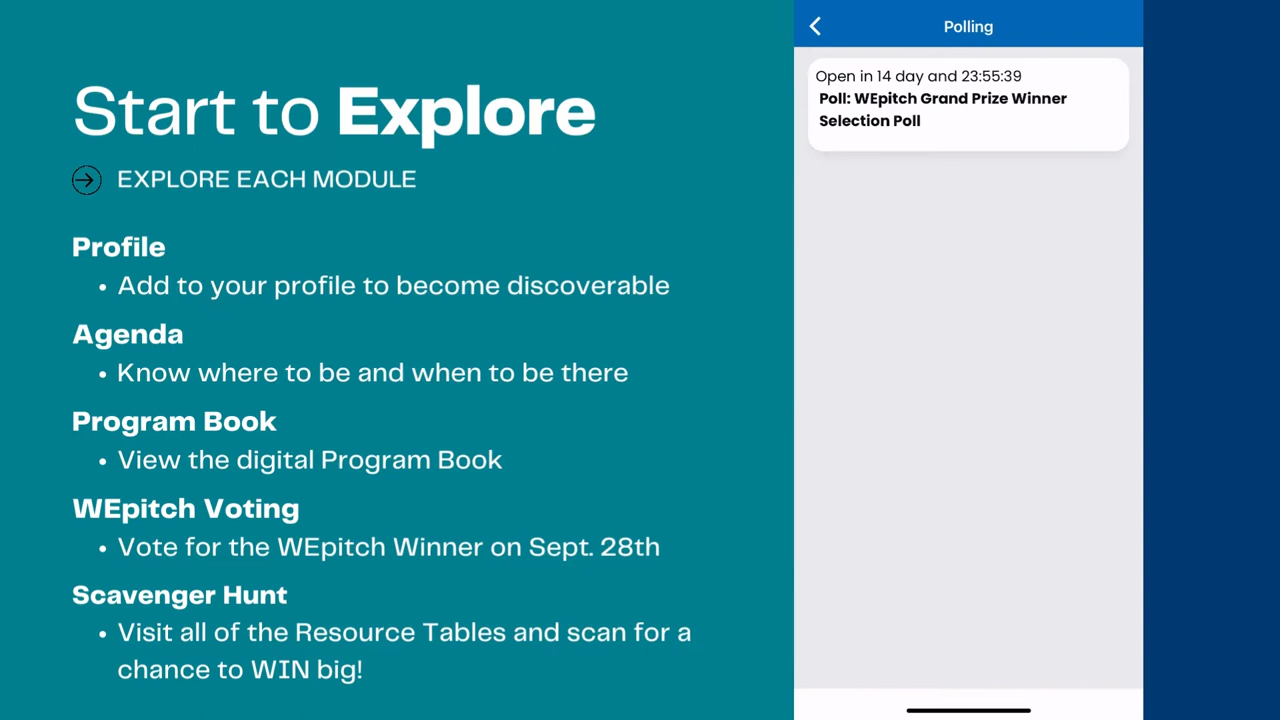 Start to Explore
EXPLORE EACH MODULE
Profile
• Add to your profile to become discoverable
Agenda
• Know where to be and when to be there
Program Book
• View the digital Program Book
WEpitch Voting
• Vote for the WEpitch Winner on Sept. 28th
Scavenger Hunt
• Visit all of the Resource Tables and scan for a
chance to WIN big!
Polling
Open in 14 day and 23:55:39
Poll: WEpitch Grand Prize Winner
Selection Poll